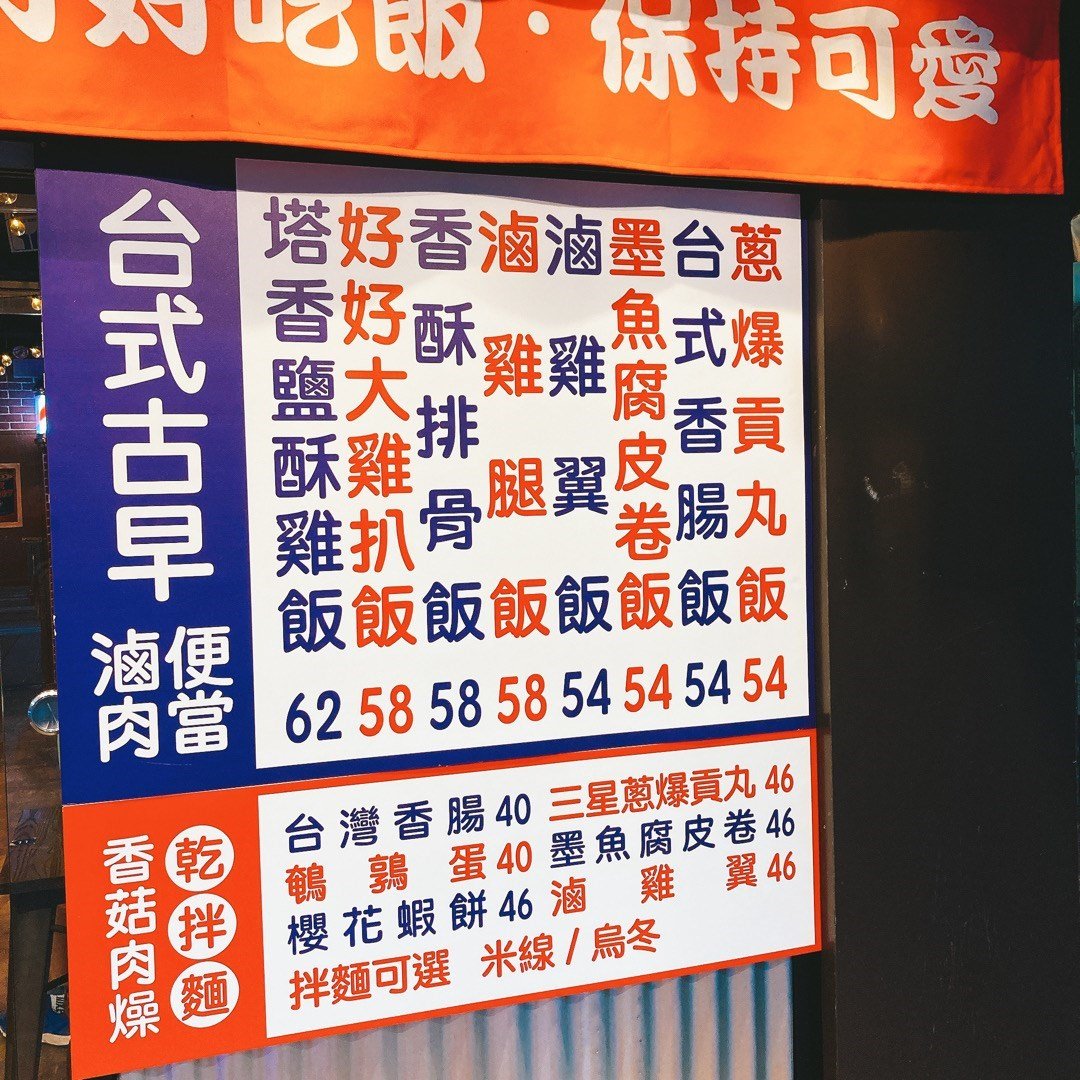 好吃飯·保持可愛
台式古早
滷肉
便當
塔香鹽酥雞飯 62
好好大雞扒飯 58
香酥排骨飯 58
滷雞腿飯 58
滷雞翼飯 54
墨魚腐皮卷飯 54
台式香腸飯 54
蔥爆貢丸飯 54
香菇肉燥
乾拌麵
台灣香腸 40 三星蔥爆貢丸 46
鵪鶉蛋 40 墨魚腐皮卷 46
櫻花蝦餅 46 滷雞翼 46
拌麵可選 米線 / 烏冬